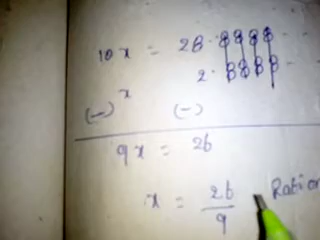 10x = 28.8888...
x 2.8888...
(-) (-)
9x = 26
x = 26/9 Ration